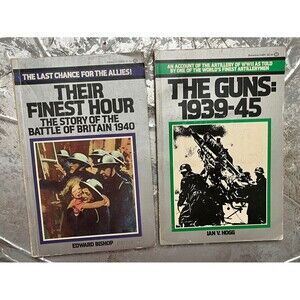 THE LAST CHANCE FOR THE ALLIES!
THEIR
FINEST HOUR
THE STORY OF THE
BATTLE OF BRITAIN 1940
EDWARD BISHOP
AN ACCOUNT OF THE ARTILLERY OF WWII AS TOLD
BY ONE OF THE WORLD'S FINEST ARTILLERYMEN
THE GUNS:
1939-45
IAN V. HOGG